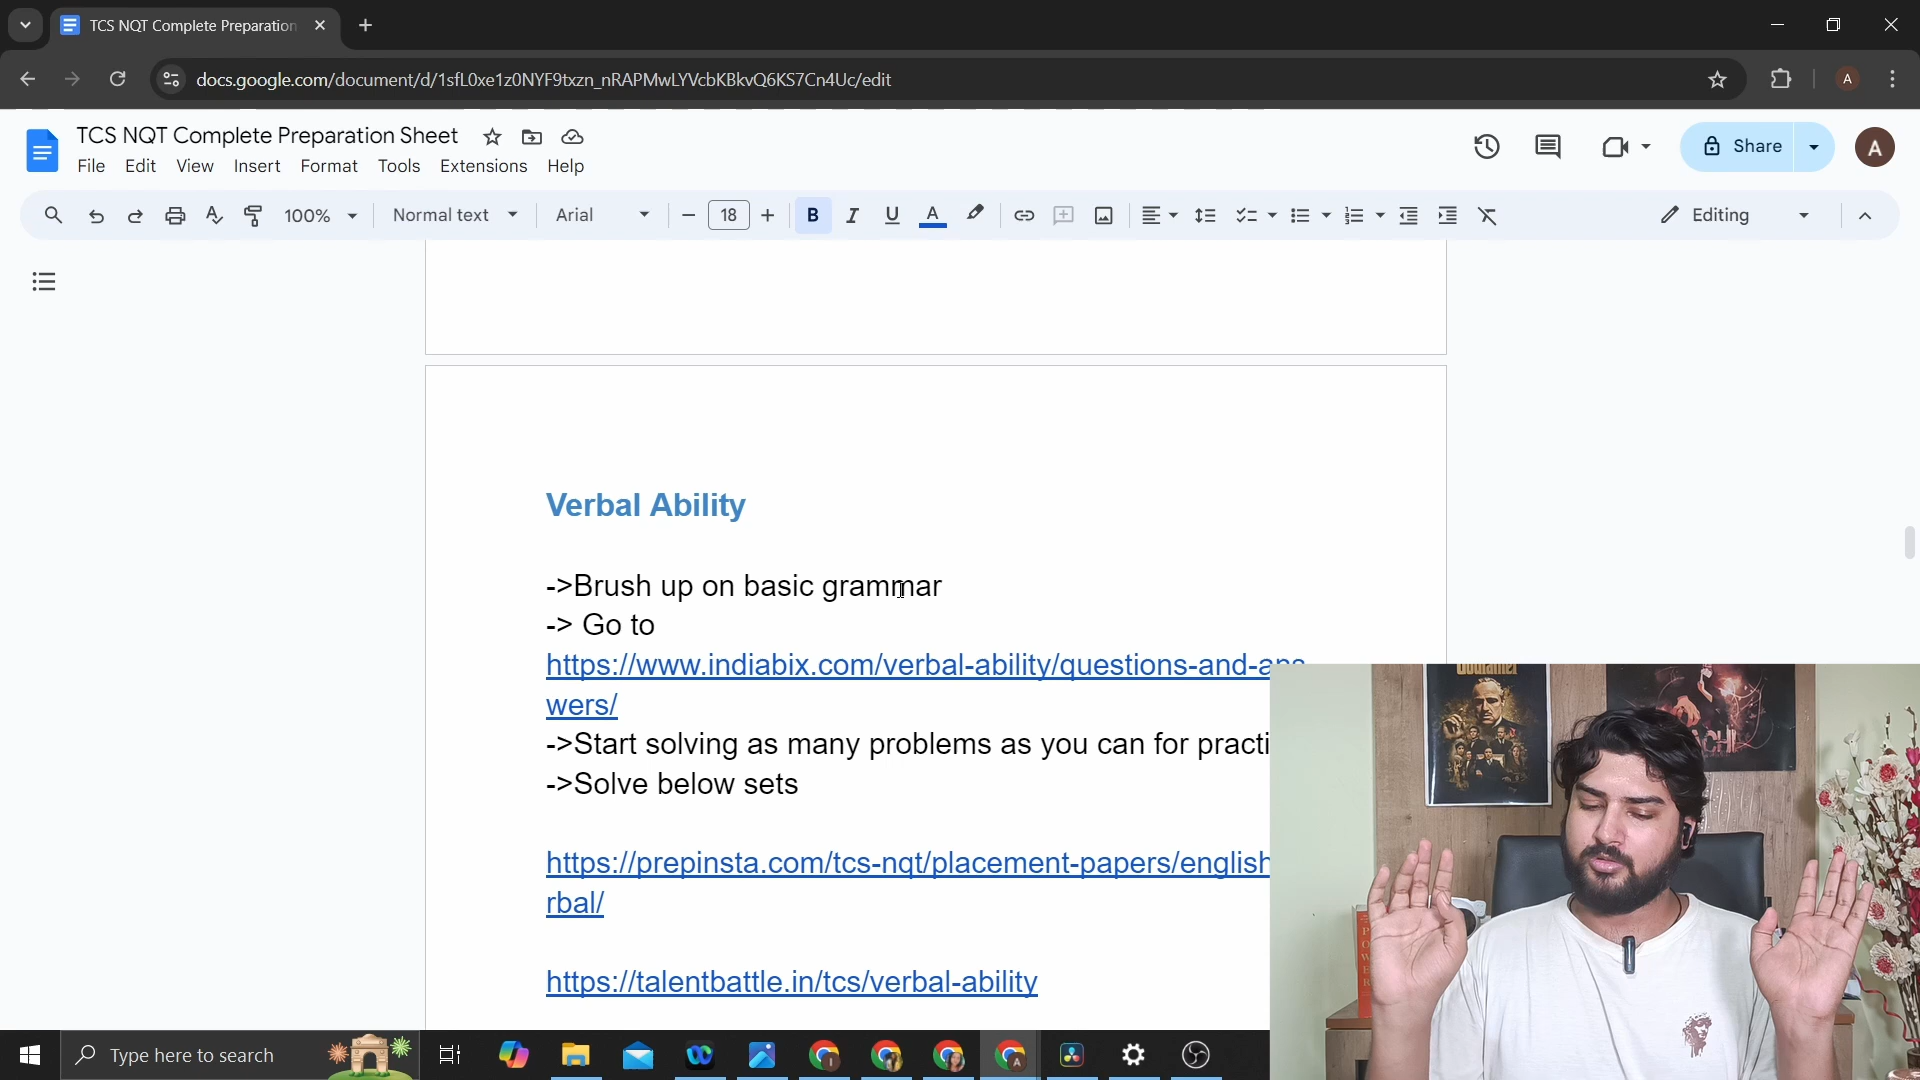 TCS NQT Complete Preparation
docs.google.com/document/d/1sfL0xe1z0NYF9txzn_nRAPMwLYVcbKBkvQ6KS7Cn4Uc/edit
A
TCS NQT Complete Preparation Sheet
File Edit View Insert Format Tools Extensions Help
Share
A
100% Normal text Arial 18 B I U A Editing
Verbal Ability
->Brush up on basic grammar
-> Go to
https://www.indiabix.com/verbal-ability/questions-and-ans
wers/
->Start solving as many problems as you can for practi
->Solve below sets
https://prepinsta.com/tcs-nqt/placement-papers/english
rbal/
https://talentbattle.in/tcs/verbal-ability
Type here to search